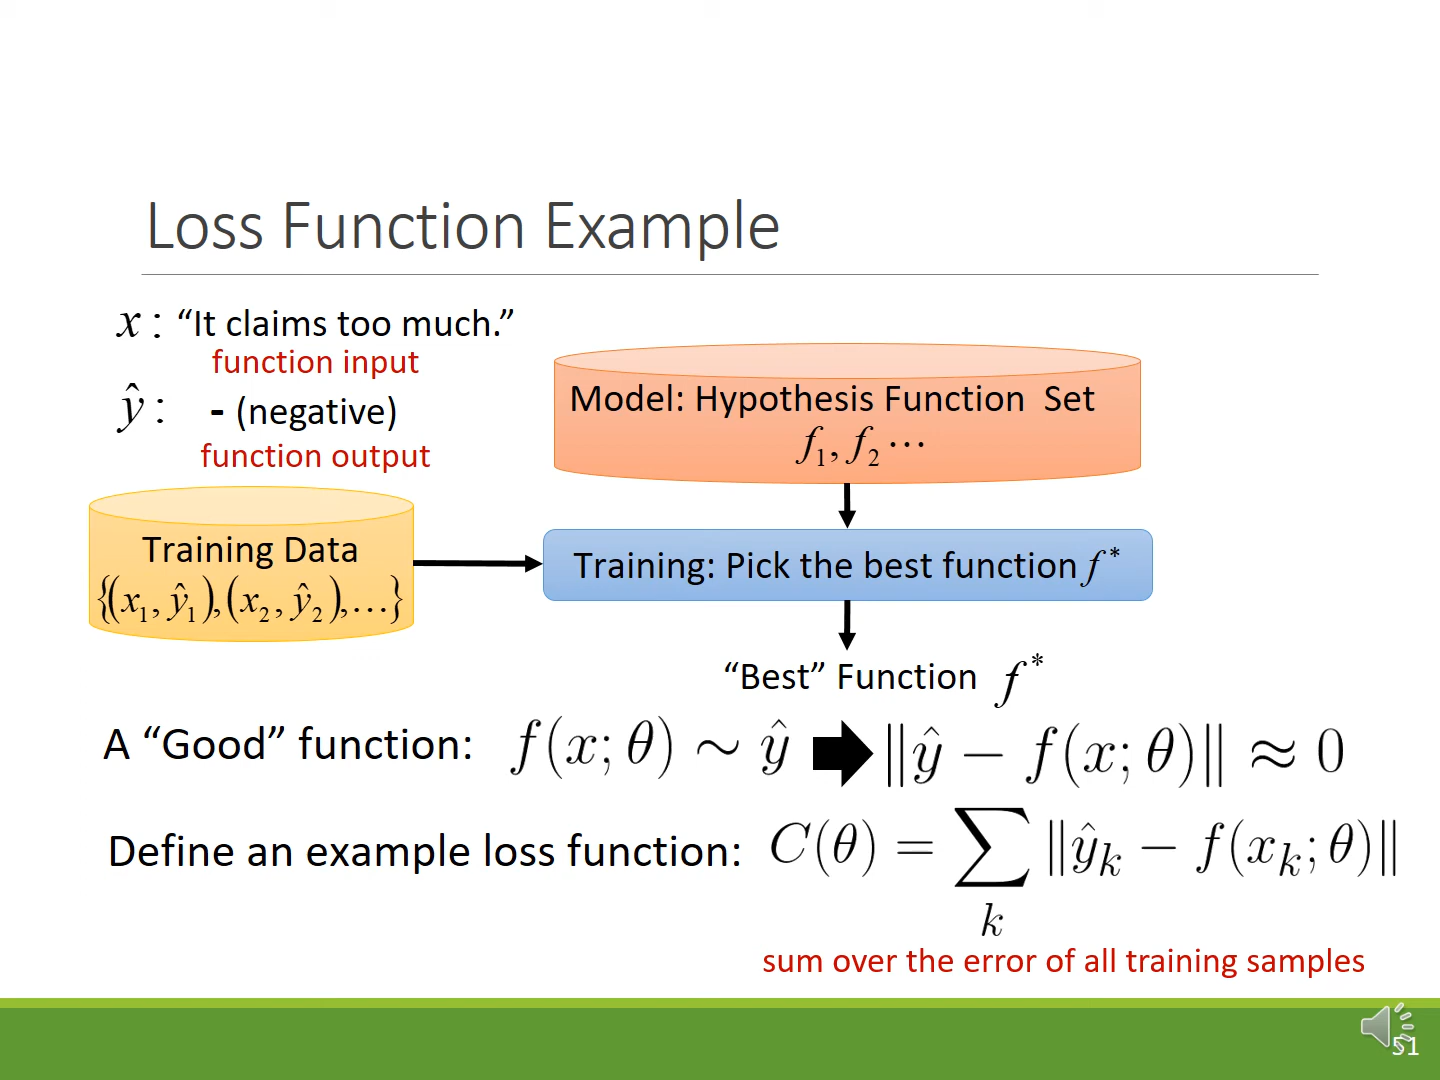 Loss Function Example
x : “It claims too much.”
function input
ŷ : - (negative)
function output
Model: Hypothesis Function Set
f₁, f₂ ⋯
Training Data
{(x₁, ŷ₁), (x₂, ŷ₂), …}
Training: Pick the best function f*
“Best” Function f*
A “Good” function: f(x; θ) ∼ ŷ ➡ ‖ŷ − f(x; θ)‖ ≈ 0
Define an example loss function: C(θ) = ∑ₖ ‖ŷₖ − f(xₖ; θ)‖
sum over the error of all training samples
51